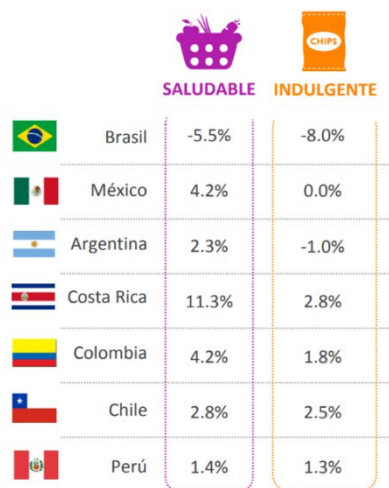 CHIPS
SALUDABLE INDULGENTE
Brasil -5.5% -8.0%
México 4.2% 0.0%
Argentina 2.3% -1.0%
Costa Rica 11.3% 2.8%
Colombia 4.2% 1.8%
Chile 2.8% 2.5%
Perú 1.4% 1.3%